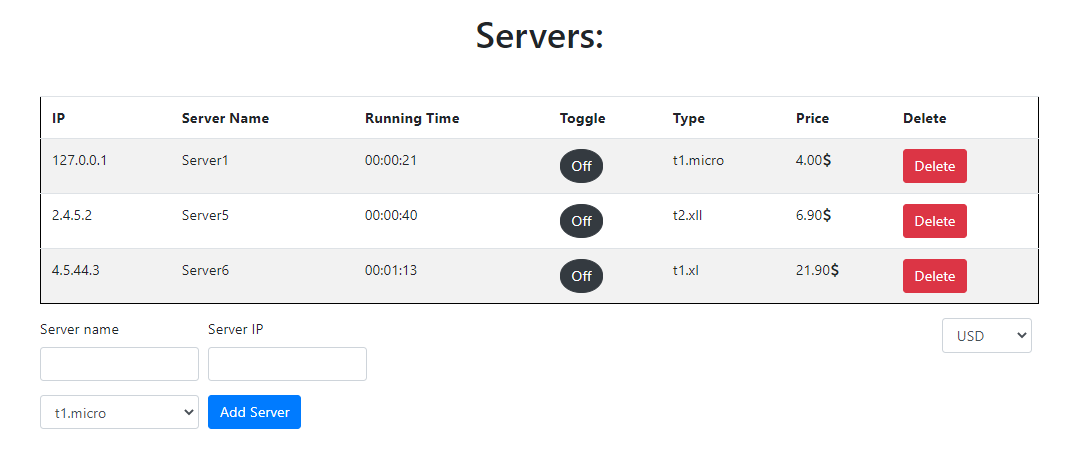 Servers:
IP Server Name Running Time Toggle Type Price Delete
127.0.0.1 Server1 00:00:21 Off t1.micro 4.00$ Delete
2.4.5.2 Server5 00:00:40 Off t2.xll 6.90$ Delete
4.5.44.3 Server6 00:01:13 Off t1.xl 21.90$ Delete
Server name Server IP USD
t1.micro Add Server